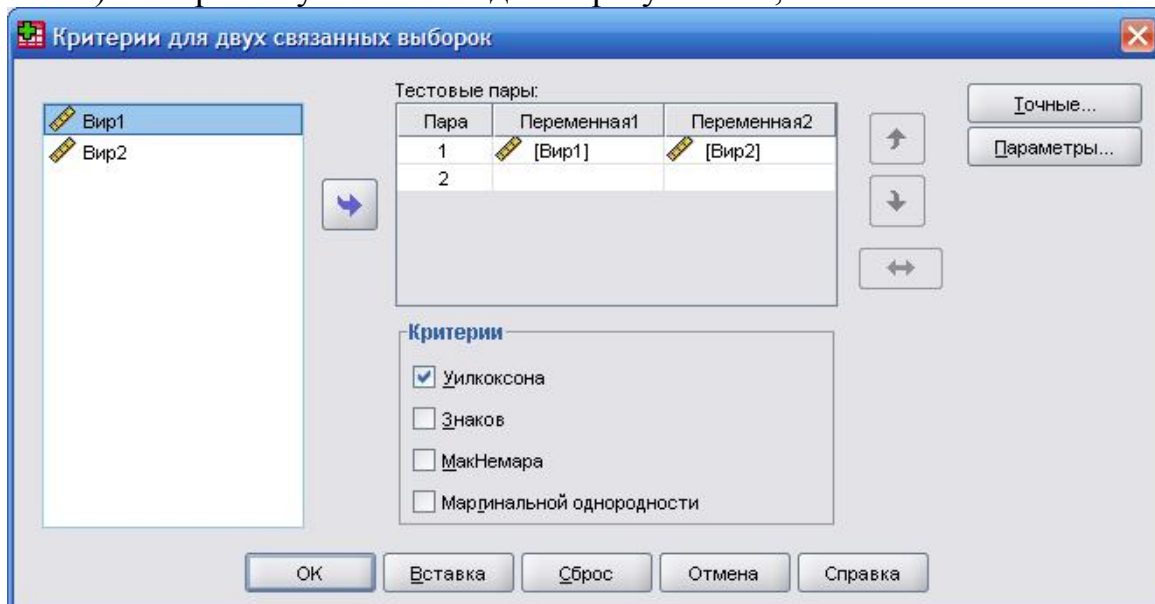 Критерии для двух связанных выборок
Вир1
Вир2
Тестовые пары:
Пара Переменная1 Переменная2
1 [Вир1] [Вир2]
2
Точные...
Параметры...
Критерии
Уилкоксона
Знаков
МакНемара
Маргинальной однородности
OK Вставка Сброс Отмена Справка